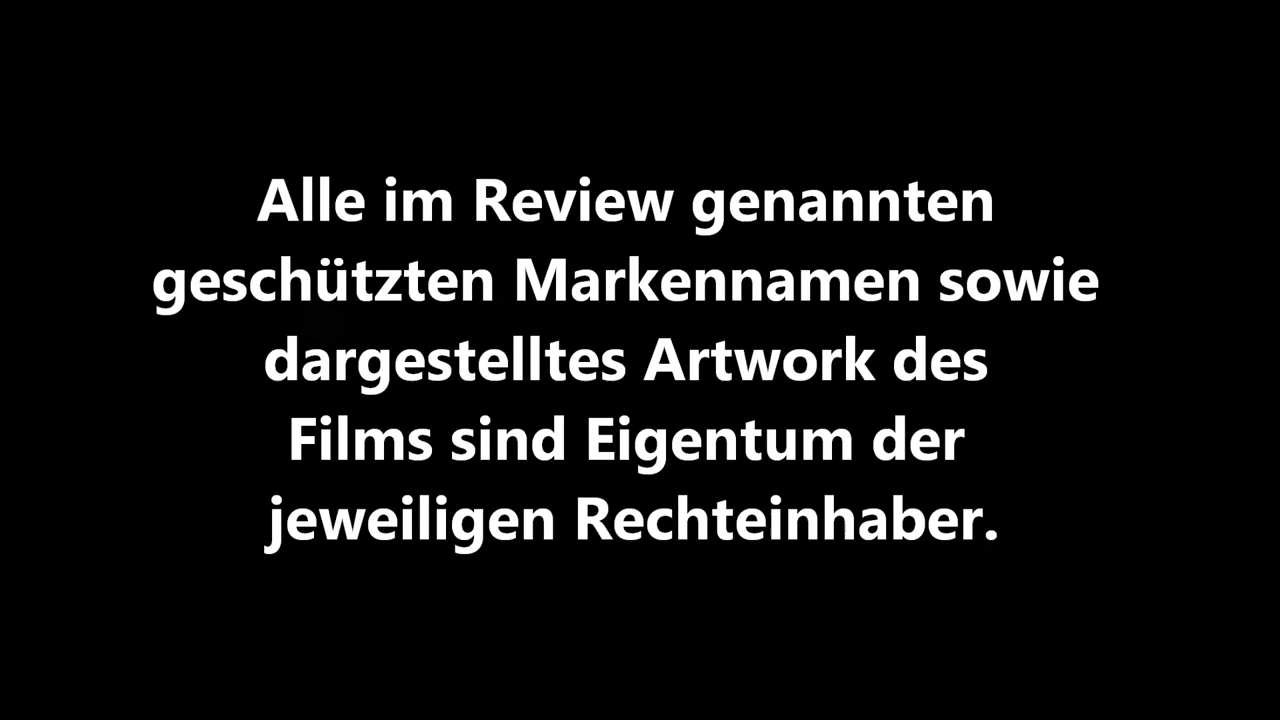 Alle im Review genannten
geschützten Markennamen sowie
dargestelltes Artwork des
Films sind Eigentum der
jeweiligen Rechteinhaber.